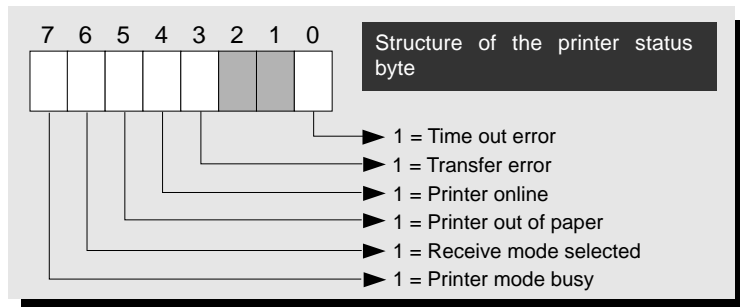 7 6 5 4 3 2 1 0
Structure of the printer status
byte
1 = Time out error
1 = Transfer error
1 = Printer online
1 = Printer out of paper
1 = Receive mode selected
1 = Printer mode busy